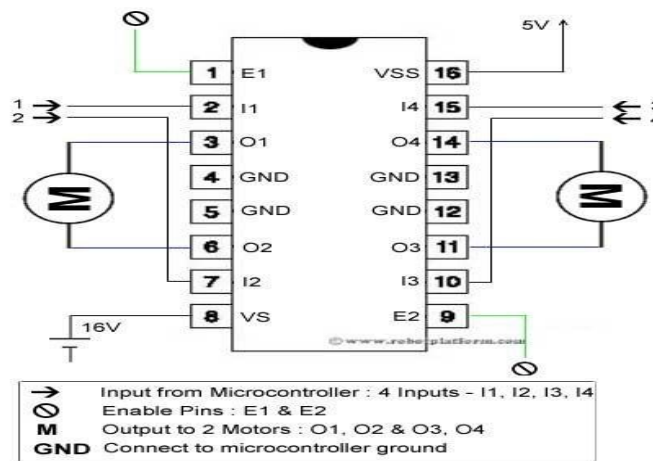 5V
1 E1 VSS 16
1 2 I1 I4 15
2
3 O1 O4 14
4 GND GND 13
M M
5 GND GND 12
6 O2 O3 11
7 I2 I3 10
16V 8 VS E2 9
© www.robotplatform.com
Input from Microcontroller : 4 Inputs - I1, I2, I3, I4
Enable Pins : E1 & E2
M Output to 2 Motors : O1, O2 & O3, O4
GND Connect to microcontroller ground